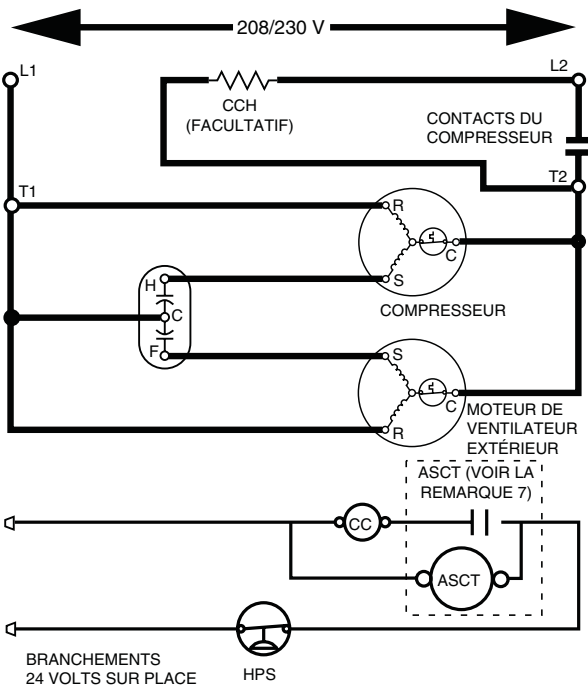 208/230 V
L1
L2
CCH
(FACULTATIF)
CONTACTS DU
COMPRESSEUR
T1
T2
R
C
S
COMPRESSEUR
H
C
F
S
C
R
MOTEUR DE
VENTILATEUR
EXTÉRIEUR
ASCT (VOIR LA
REMARQUE 7)
CC
ASCT
BRANCHEMENTS
24 VOLTS SUR PLACE
HPS